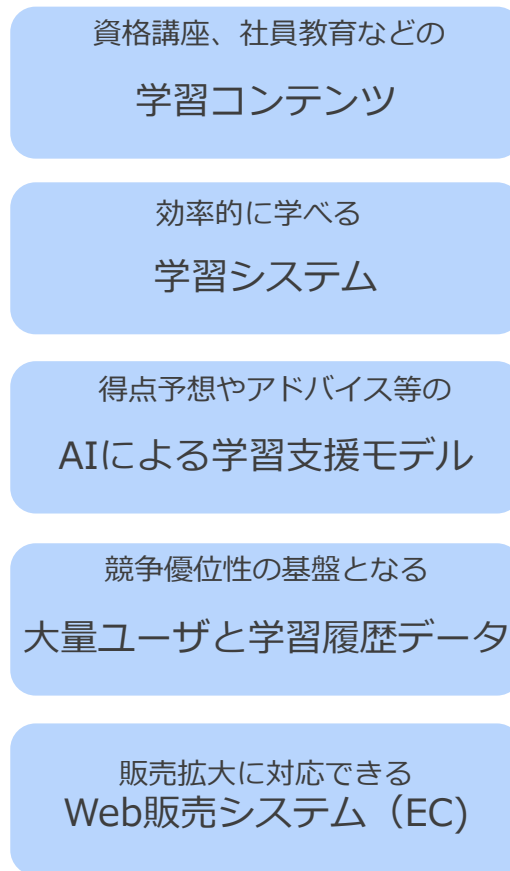 資格講座、社員教育などの
学習コンテンツ
効率的に学べる
学習システム
得点予想やアドバイス等の
AIによる学習支援モデル
競争優位性の基盤となる
大量ユーザと学習履歴データ
販売拡大に対応できる
Web販売システム（EC)